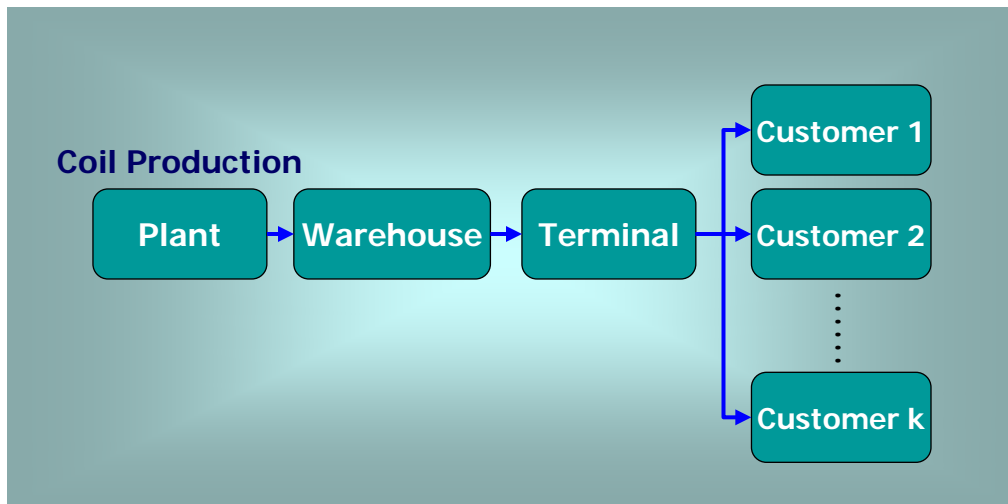 Coil Production
Plant
Warehouse
Terminal
Customer 1
Customer 2
Customer k